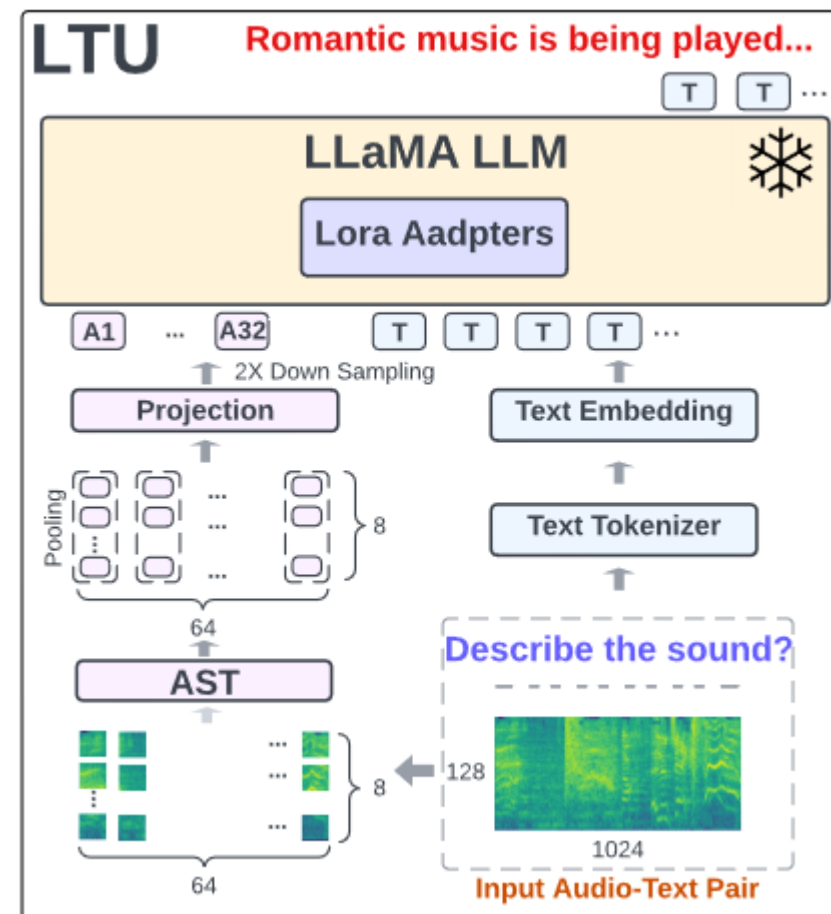 LTU
Romantic music is being played...
T T ...
LLaMA LLM
Lora Aadpters
A1 ... A32 T T T T ...
2X Down Sampling
Projection
Text Embedding
Pooling
...
...
...
...
8
Text Tokenizer
64
Describe the sound?
AST
...
...
...
...
8
128
1024
64
Input Audio-Text Pair